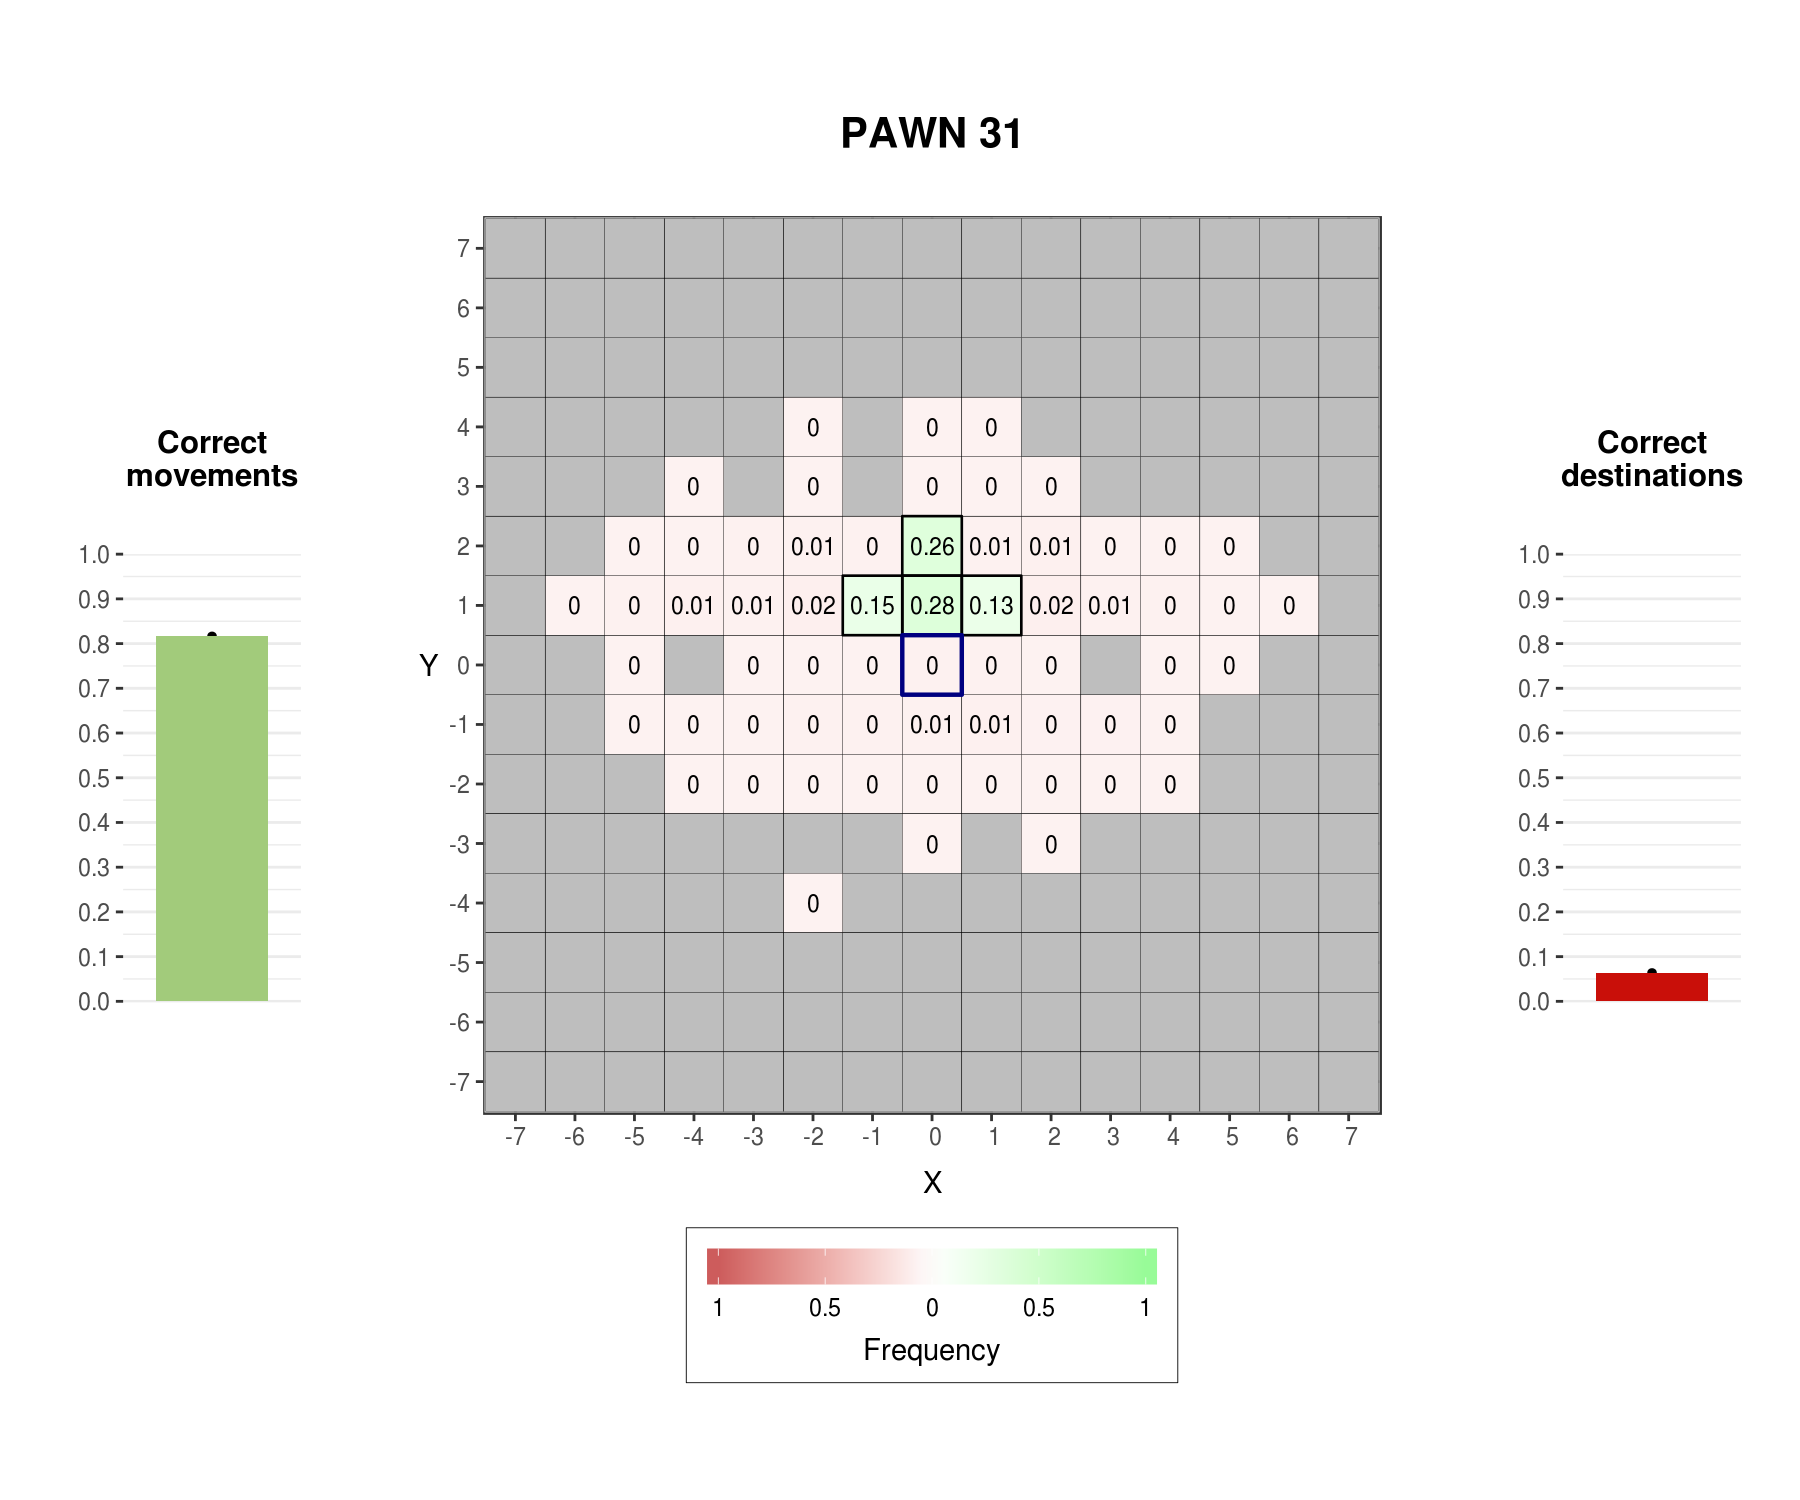 PAWN 31
Correct
movements
1.0
0.9
0.8
0.7
0.6
0.5
0.4
0.3
0.2
0.1
0.0
7
6
5
4 0 0 0
3 0 0 0 0 0
2 0 0 0 0.01 0 0.26 0.01 0.01 0 0 0
1 0 0 0.01 0.01 0.02 0.15 0.28 0.13 0.02 0.01 0 0 0
Y 0 0 0 0 0 0 0 0 0 0
-1 0 0 0 0 0 0.01 0.01 0 0 0
-2 0 0 0 0 0 0 0 0 0
-3 0 0
-4 0
-5
-6
-7
-7 -6 -5 -4 -3 -2 -1 0 1 2 3 4 5 6 7
X
1 0.5 0 0.5 1
Frequency
Correct
destinations
1.0
0.9
0.8
0.7
0.6
0.5
0.4
0.3
0.2
0.1
0.0